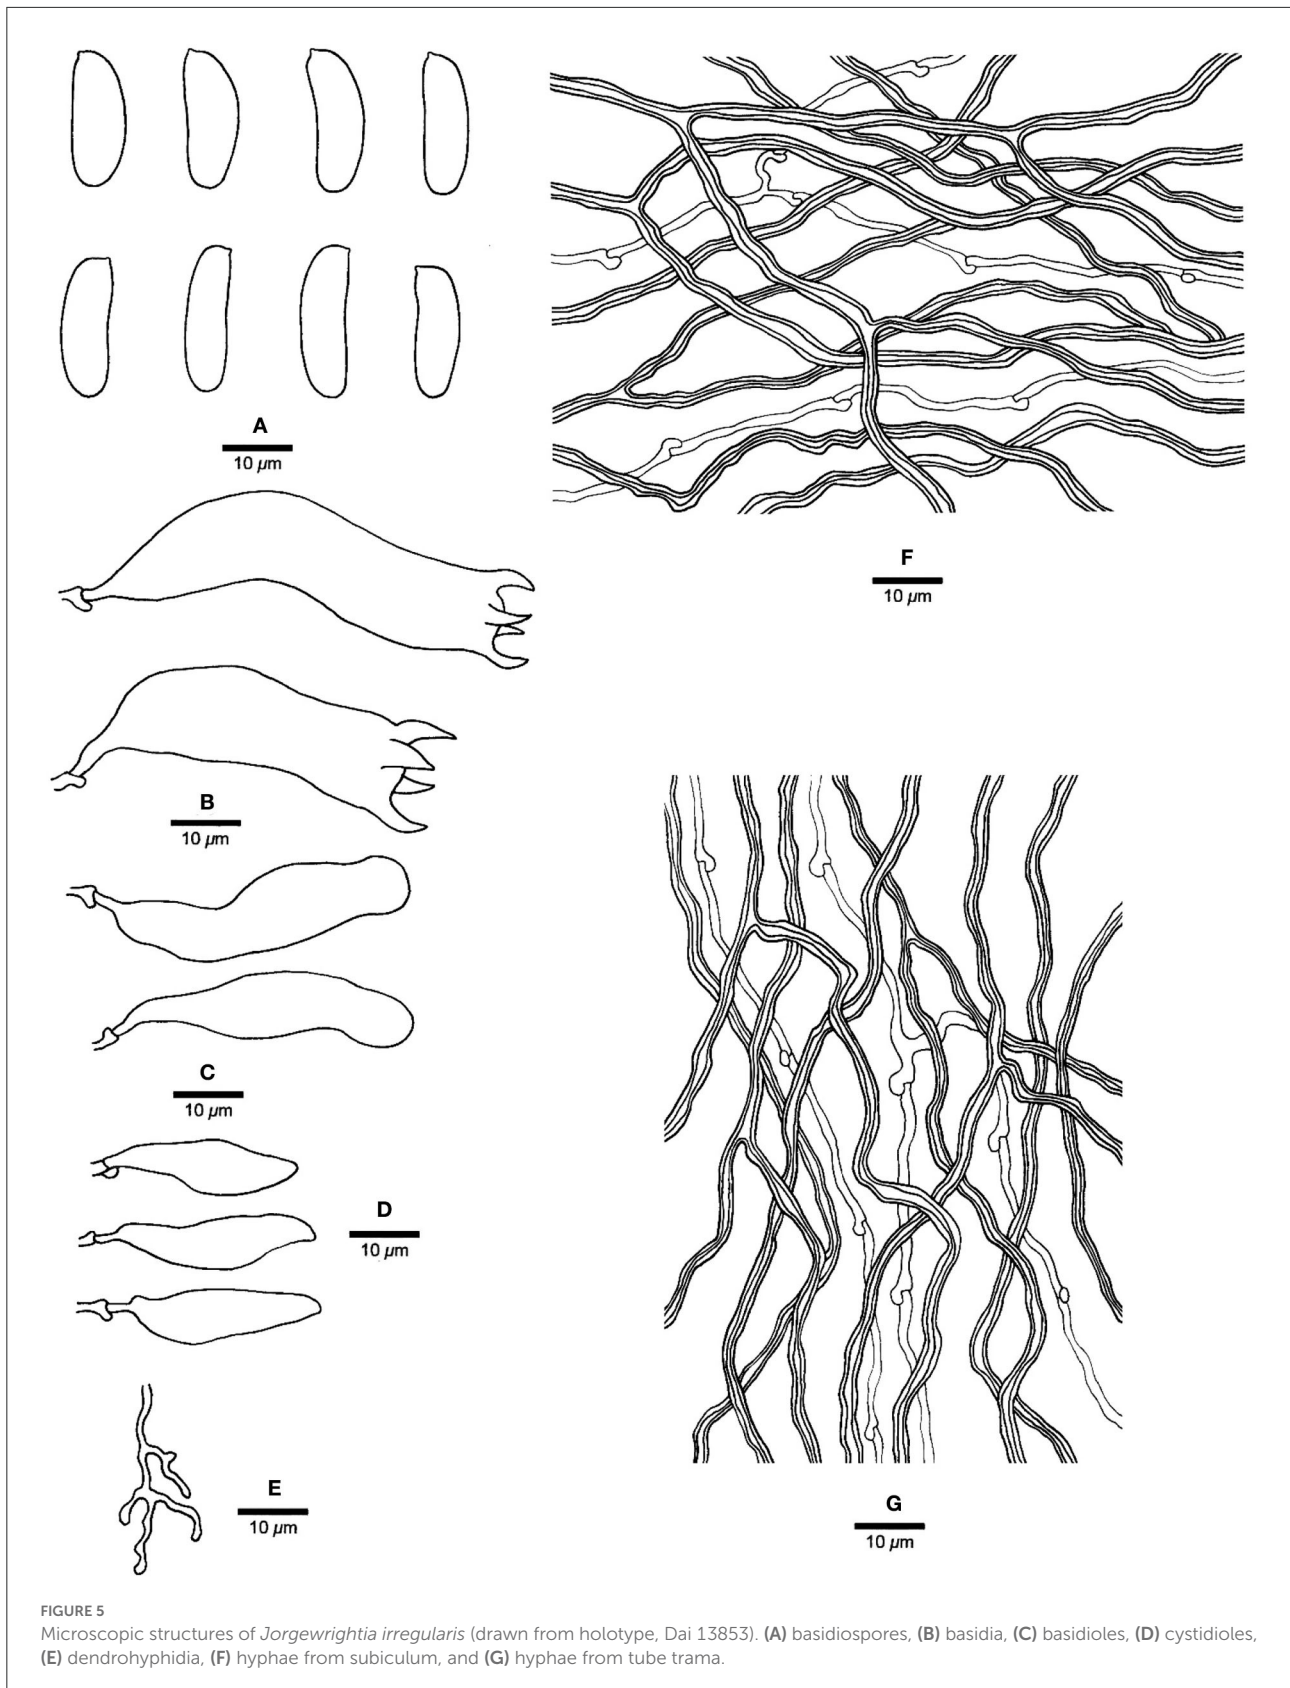 A
10 µm
B
10 µm
C
10 µm
D
10 µm
E
10 µm
F
10 µm
G
10 µm
FIGURE 5
Microscopic structures of Jorgewrightia irregularis (drawn from holotype, Dai 13853). (A) basidiospores, (B) basidia, (C) basidioles, (D) cystidioles,
(E) dendrohyphidia, (F) hyphae from subiculum, and (G) hyphae from tube trama.